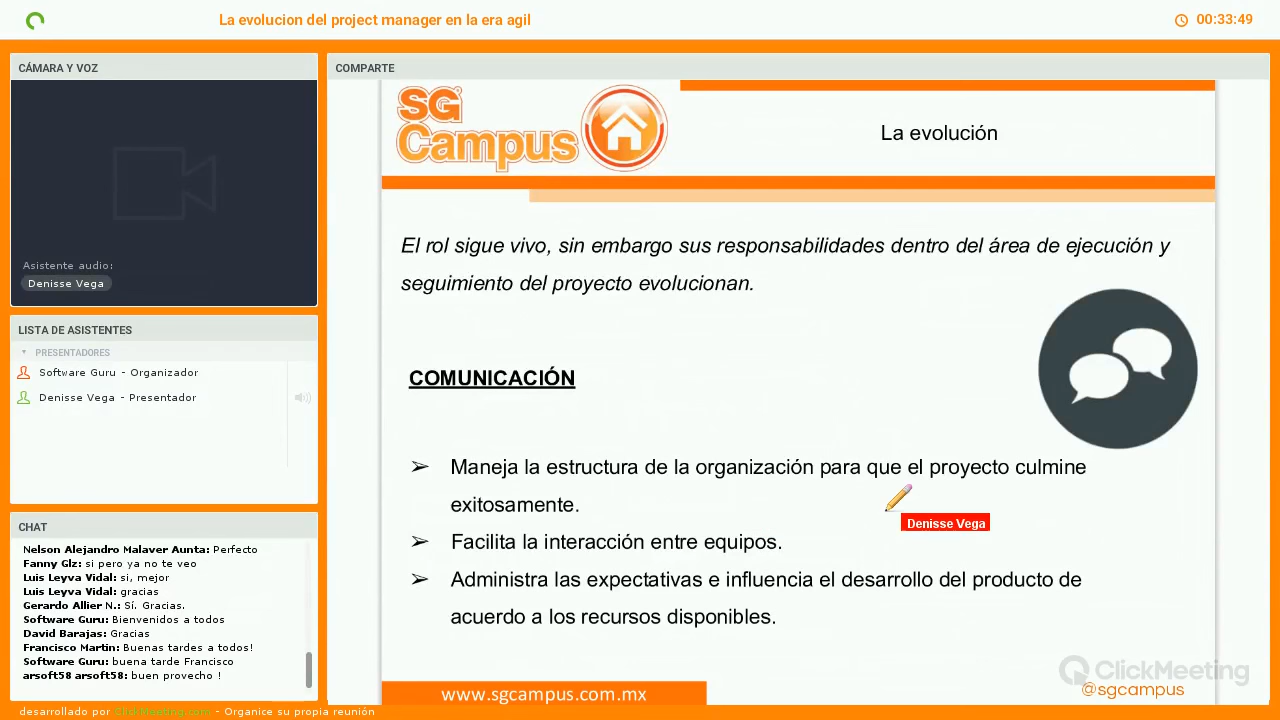 La evolucion del project manager en la era agil
00:33:49
CÁMARA Y VOZ
Asistente audio:
Denisse Vega
LISTA DE ASISTENTES
PRESENTADORES
Software Guru - Organizador
Denisse Vega - Presentador
CHAT
Nelson Alejandro Malaver Aunta: Perfecto
Fanny Glz: si pero ya no te veo
Luis Leyva Vidal: si, mejor
Luis Leyva Vidal: gracias
Gerardo Allier N.: Sí. Gracias.
Software Guru: Bienvenidos a todos
David Barajas: Gracias
Francisco Martin: Buenas tardes a todos!
Software Guru: buena tarde Francisco
arsoft58 arsoft58: buen provecho !
COMPARTE
SG
Campus
La evolución
El rol sigue vivo, sin embargo sus responsabilidades dentro del área de ejecución y
seguimiento del proyecto evolucionan.
COMUNICACIÓN
➢ Maneja la estructura de la organización para que el proyecto culmine
exitosamente.
Denisse Vega
➢ Facilita la interacción entre equipos.
➢ Administra las expectativas e influencia el desarrollo del producto de
acuerdo a los recursos disponibles.
ClickMeeting
www.sgcampus.com.mx
@sgcampus
desarrollado por ClickMeeting.com - Organice su propia reunión